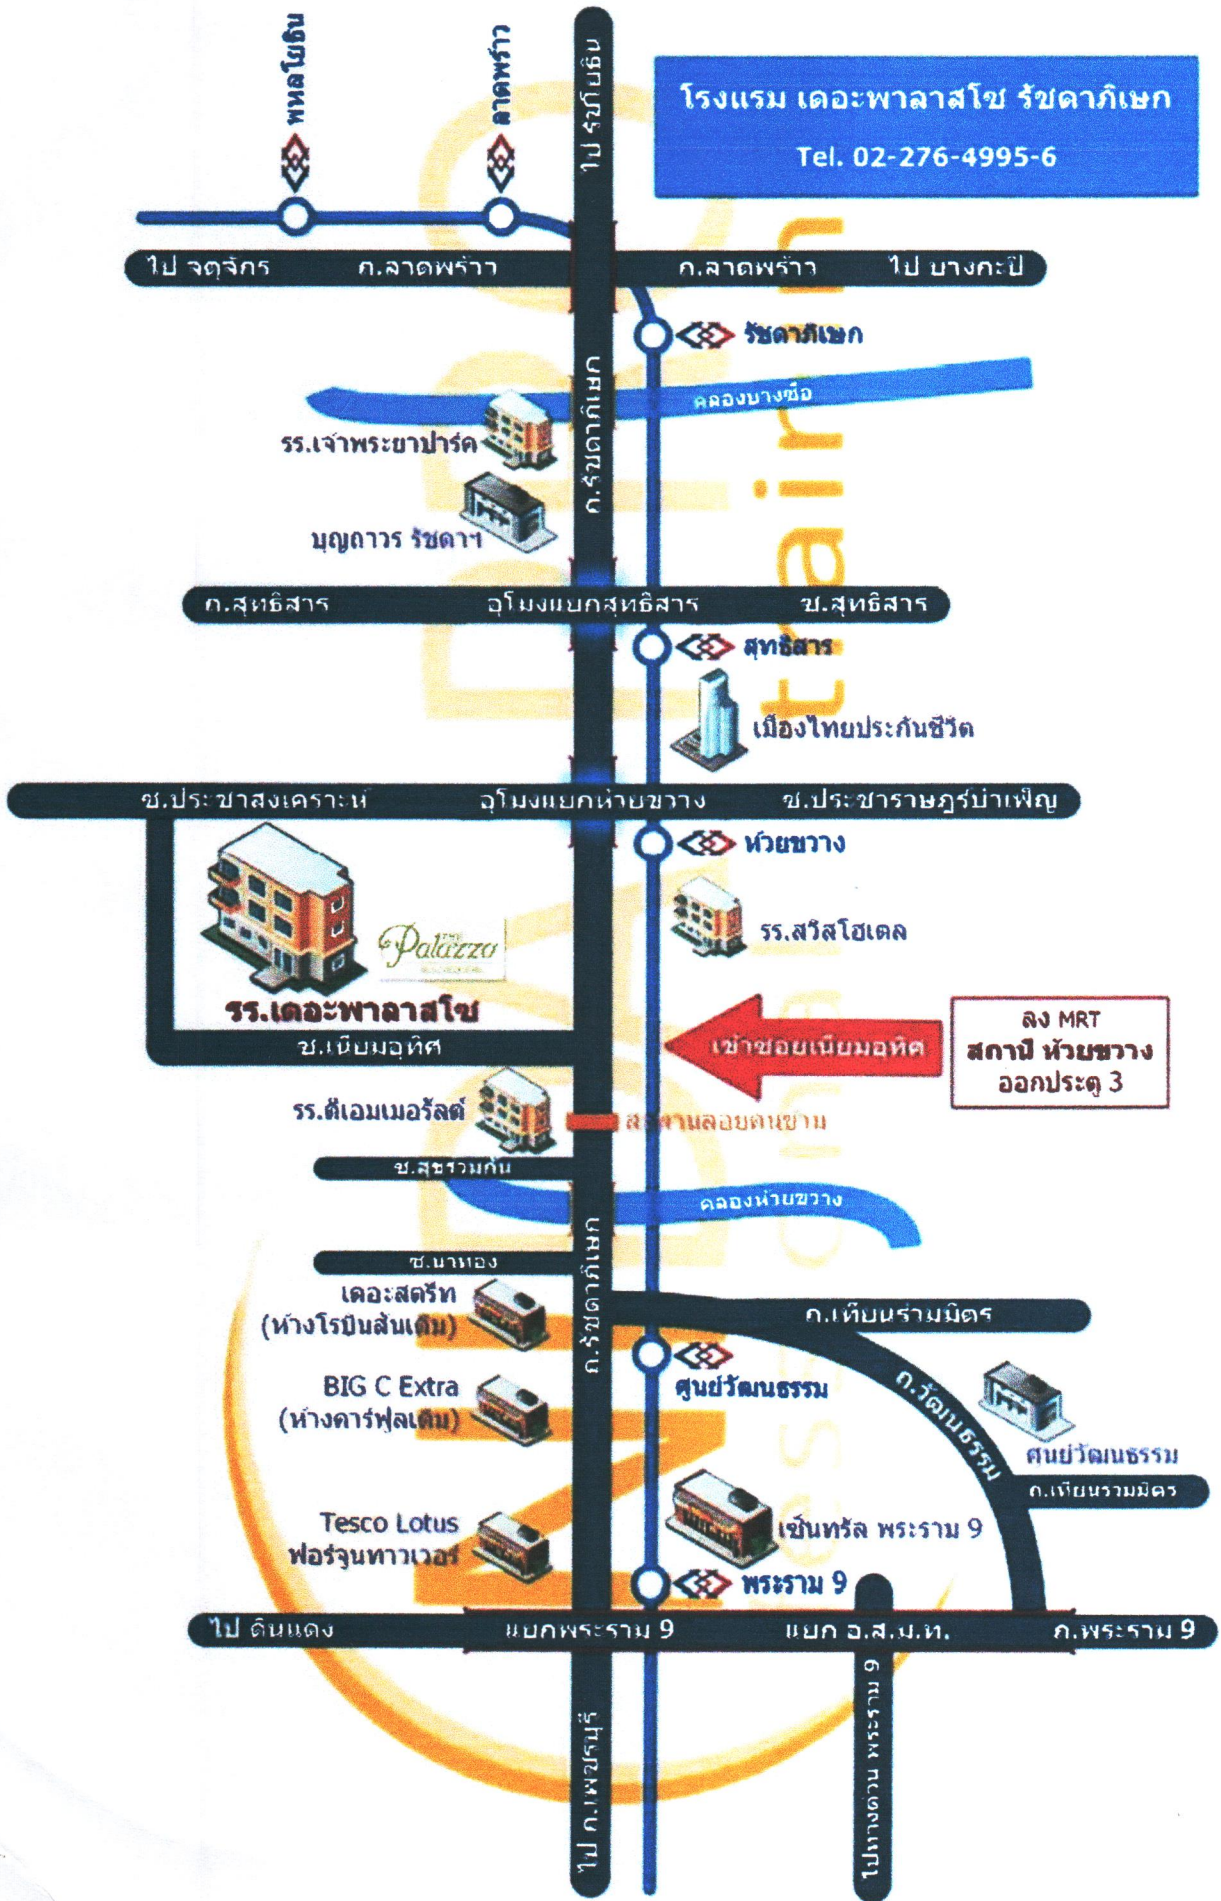 พหลโยธิน
ลาดพร้าว
ไป รัชโยธิน
โรงแรม เดอะพาลาสโซ รัชดาภิเษก
Tel. 02-276-4995-6
ไป จตุจักร
ถ.ลาดพร้าว
ถ.ลาดพร้าว
ไป บางกะปิ
รัชดาภิเษก
คลองบางซื่อ
ถ.รัชดาภิเษก
รร.เจ้าพระยาปาร์ค
บุญถาวร รัชดาฯ
ถ.สุทธิสาร
อุโมงแยกสุทธิสาร
ซ.สุทธิสาร
สุทธิสาร
เมืองไทยประกันชีวิต
ซ.ประชาสงเคราะห์
อุโมงแยกห้วยขวาง
ซ.ประชาราษฎร์บำเพ็ญ
ห้วยขวาง
รร.สวิสโฮเตล
THE
Palazzo
รร.เดอะพาลาสโซ
ซ.เนียมอุทิศ
เข้าซอยเนียมอุทิศ
ลง MRT
สถานี ห้วยขวาง
ออกประตู 3
รร.ดิเอมเมอรัลด์
สะพานลอยคนข้าม
ซ.สุขรวมกัน
คลองห้วยขวาง
ซ.นาทอง
ถ.รัชดาภิเษก
เดอะสตรีท
(ห้างโรบินสันเดิม)
ถ.เทียนร่วมมิตร
ศูนย์วัฒนธรรม
ถ.วัฒนธรรม
BIG C Extra
(ห้างคาร์ฟูลเดิม)
ศูนย์วัฒนธรรม
ถ.เทียนร่วมมิตร
Tesco Lotus
ฟอร์จูนทาวเวอร์
เซ็นทรัล พระราม 9
พระราม 9
ไป ดินแดง
แยกพระราม 9
แยก อ.ส.ม.ท.
ถ.พระราม 9
ไป ถ.เพชรบุรี
ไปทางด่วน พระราม 9